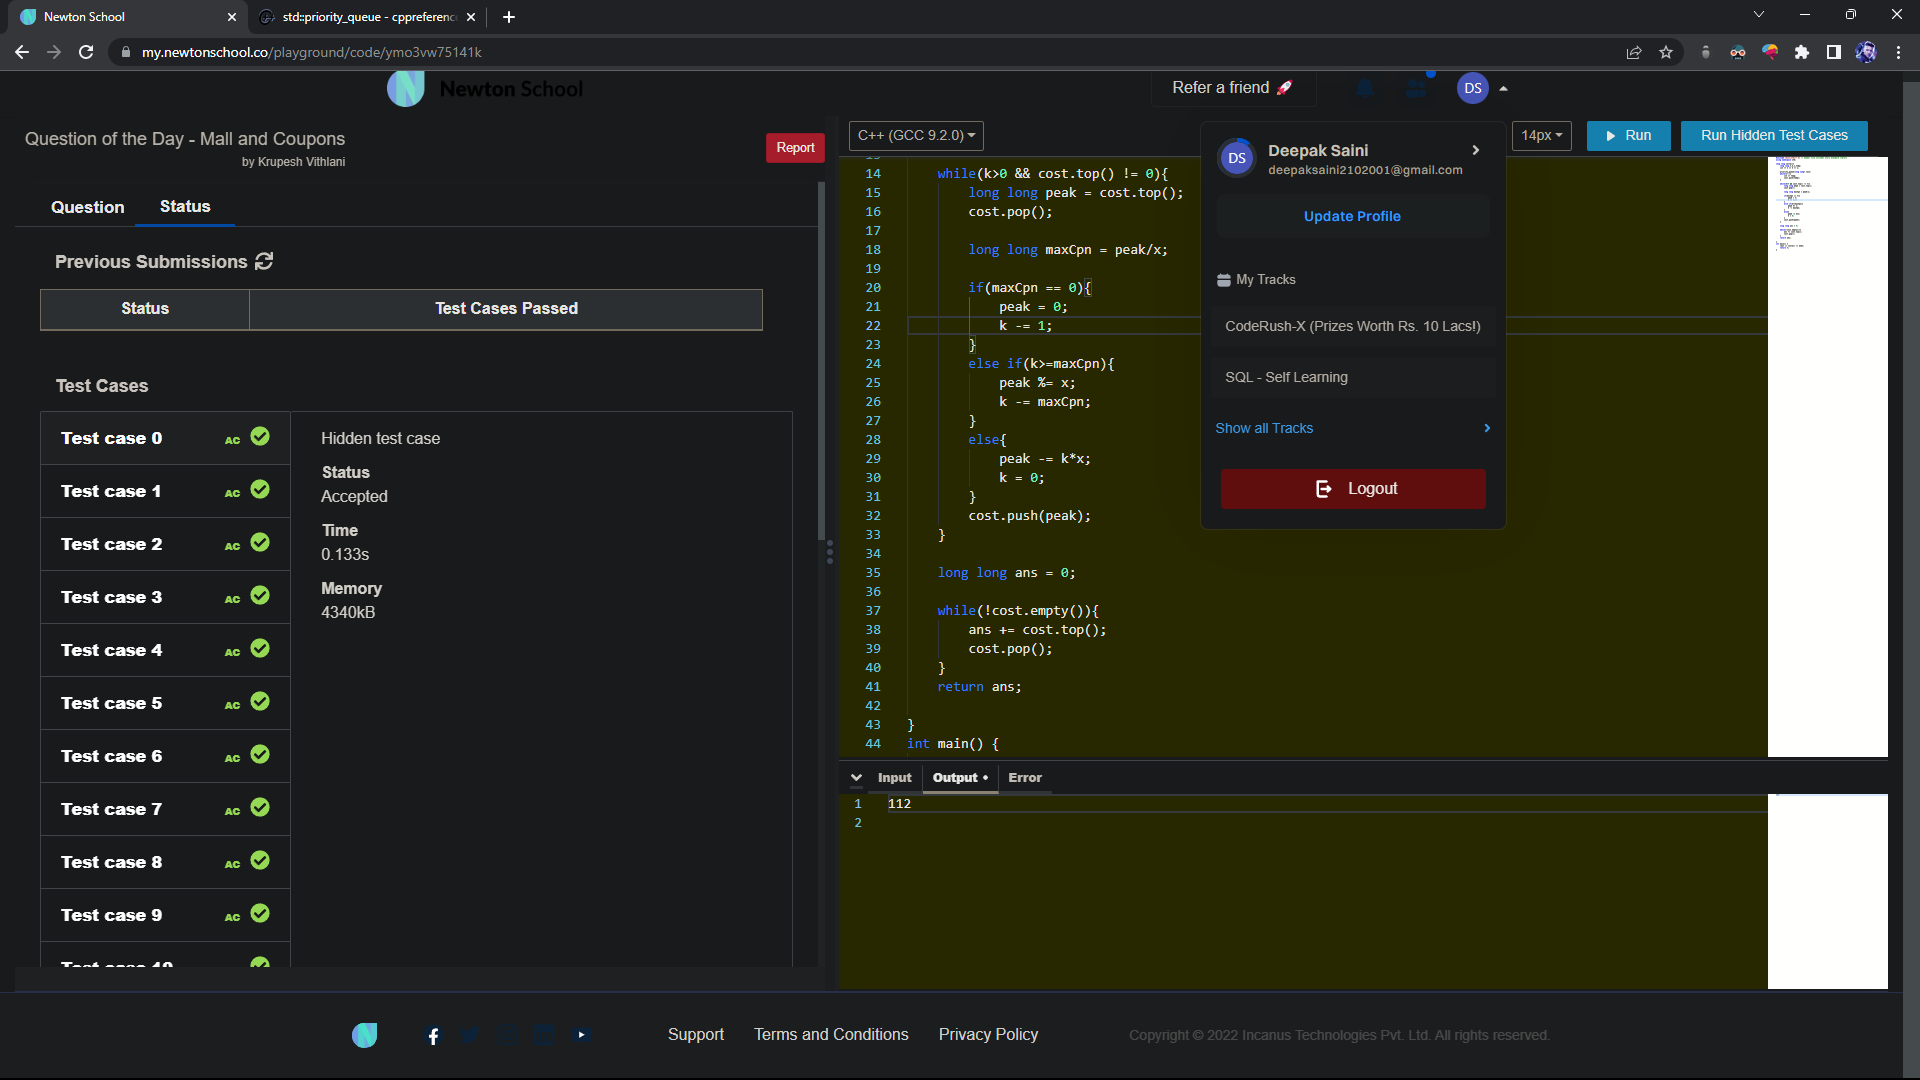 Newton School
std::priority_queue - cppreference
my.newtonschool.co/playground/code/ymo3vw75141k
Newton School
Refer a friend 🚀
DS
Question of the Day - Mall and Coupons
by Krupesh Vithlani
Report
Question
Status
Previous Submissions
Status
Test Cases Passed
Test Cases
Test case 0 AC
Test case 1 AC
Test case 2 AC
Test case 3 AC
Test case 4 AC
Test case 5 AC
Test case 6 AC
Test case 7 AC
Test case 8 AC
Test case 9 AC
Test case 10
Hidden test case
Status
Accepted
Time
0.133s
Memory
4340kB
C++ (GCC 9.2.0)
14px
Run
Run Hidden Test Cases
14 while(k>0 && cost.top() != 0){
15 long long peak = cost.top();
16 cost.pop();
17
18 long long maxCpn = peak/x;
19
20 if(maxCpn == 0){
21 peak = 0;
22 k -= 1;
23 }
24 else if(k>=maxCpn){
25 peak %= x;
26 k -= maxCpn;
27 }
28 else{
29 peak -= k*x;
30 k = 0;
31 }
32 cost.push(peak);
33 }
34
35 long long ans = 0;
36
37 while(!cost.empty()){
38 ans += cost.top();
39 cost.pop();
40 }
41 return ans;
42
43 }
44 int main() {
DS
Deepak Saini
deepaksaini2102001@gmail.com
Update Profile
My Tracks
CodeRush-X (Prizes Worth Rs. 10 Lacs!)
SQL - Self Learning
Show all Tracks
Logout
Input
Output •
Error
1 112
2
Support
Terms and Conditions
Privacy Policy
Copyright © 2022 Incanus Technologies Pvt. Ltd. All rights reserved.